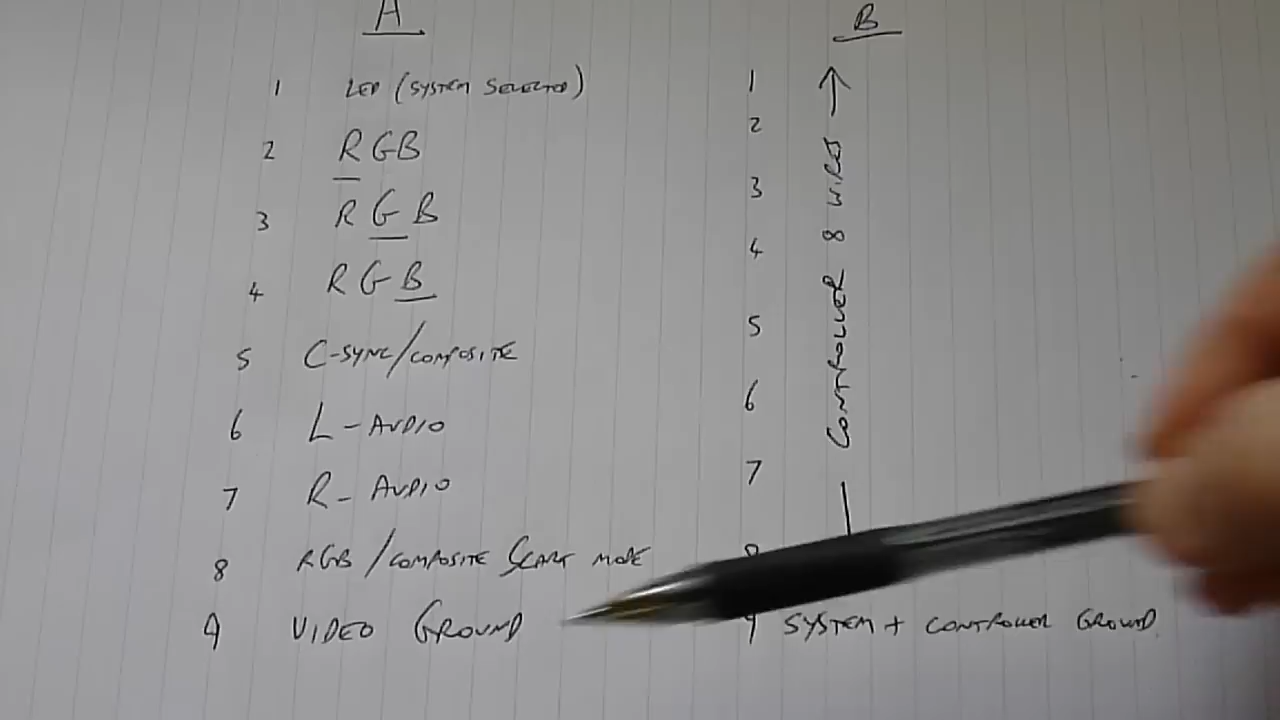 A
1 LED (SYSTEM SELECTOR)
2 RGB
3 RGB
4 RGB
5 C-SYNC/COMPOSITE
6 L-AUDIO
7 R-AUDIO
8 RGB/COMPOSITE SCART MODE
9 VIDEO GROUND
B
1
2
3
4
5
6
7
8
9 SYSTEM + CONTROLLER GROUND
— CONTROLLER 8 WIRES →